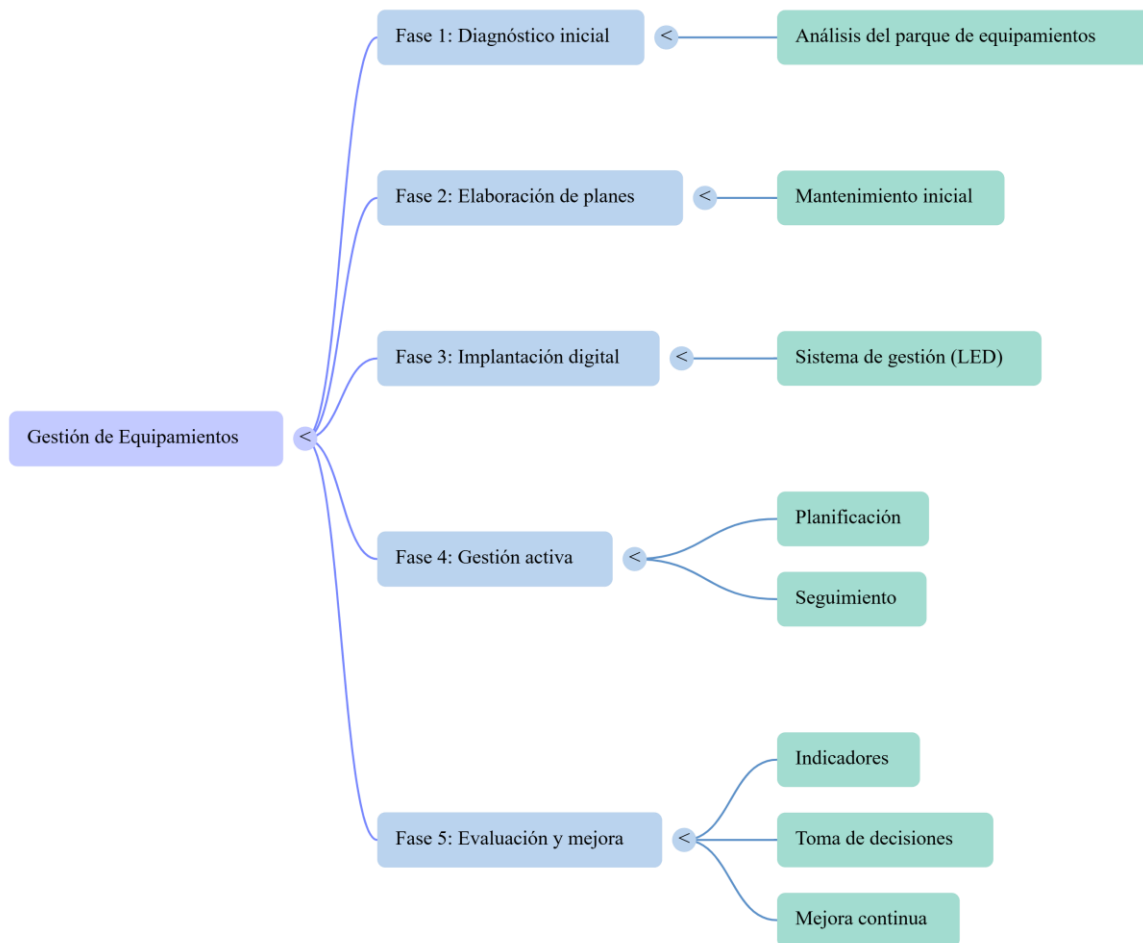 Fase 1: Diagnóstico inicial
<
Análisis del parque de equipamientos
Fase 2: Elaboración de planes
<
Mantenimiento inicial
Fase 3: Implantación digital
<
Sistema de gestión (LED)
Gestión de Equipamientos
<
Fase 4: Gestión activa
<
Planificación
Seguimiento
Fase 5: Evaluación y mejora
<
Indicadores
Toma de decisiones
Mejora continua